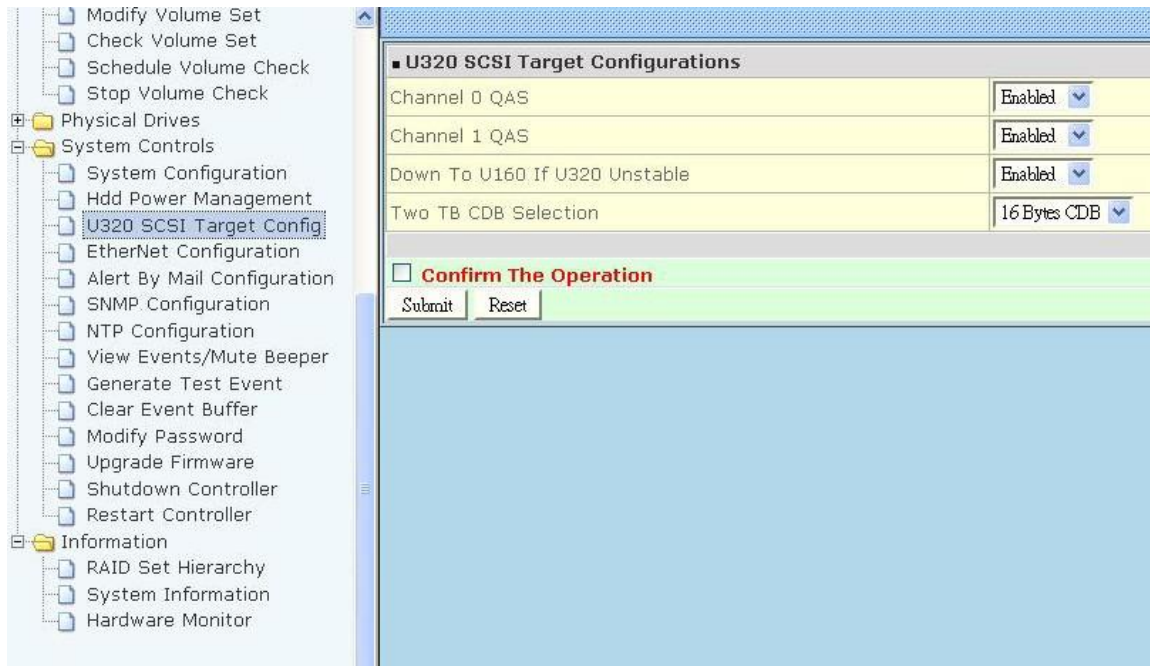 Modify Volume Set
Check Volume Set
Schedule Volume Check
Stop Volume Check
Physical Drives
System Controls
System Configuration
Hdd Power Management
U320 SCSI Target Config
EtherNet Configuration
Alert By Mail Configuration
SNMP Configuration
NTP Configuration
View Events/Mute Beeper
Generate Test Event
Clear Event Buffer
Modify Password
Upgrade Firmware
Shutdown Controller
Restart Controller
Information
RAID Set Hierarchy
System Information
Hardware Monitor
U320 SCSI Target Configurations
Channel 0 QAS Enabled
Channel 1 QAS Enabled
Down To U160 If U320 Unstable Enabled
Two TB CDB Selection 16 Bytes CDB
Confirm The Operation
Submit Reset